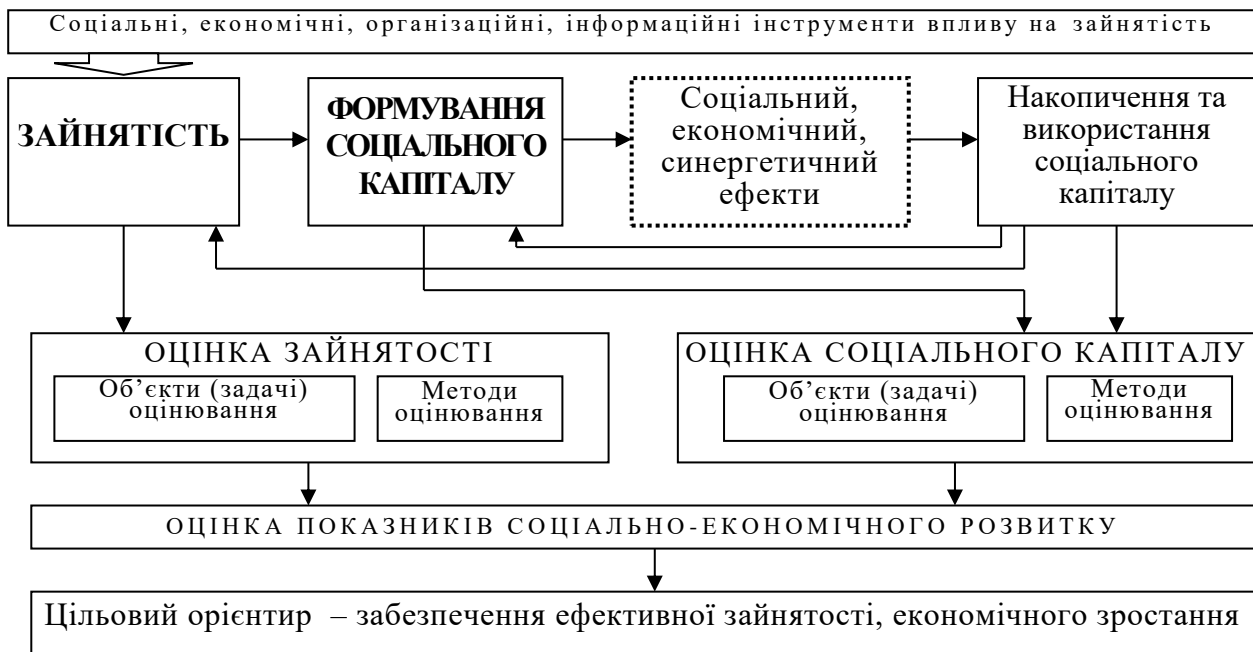 Соціальні, економічні, організаційні, інформаційні інструменти впливу на зайнятість
ЗАЙНЯТІСТЬ
ФОРМУВАННЯ
СОЦІАЛЬНОГО
КАПІТАЛУ
Соціальний,
економічний,
синергетичний
ефекти
Накопичення та
використання
соціального
капіталу
ОЦІНКА ЗАЙНЯТОСТІ
Об’єкти (задачі)
оцінювання
Методи
оцінювання
ОЦІНКА СОЦІАЛЬНОГО КАПІТАЛУ
Об’єкти (задачі)
оцінювання
Методи
оцінювання
ОЦІНКА ПОКАЗНИКІВ СОЦІАЛЬНО-ЕКОНОМІЧНОГО РОЗВИТКУ
Цільовий орієнтир – забезпечення ефективної зайнятості, економічного зростання